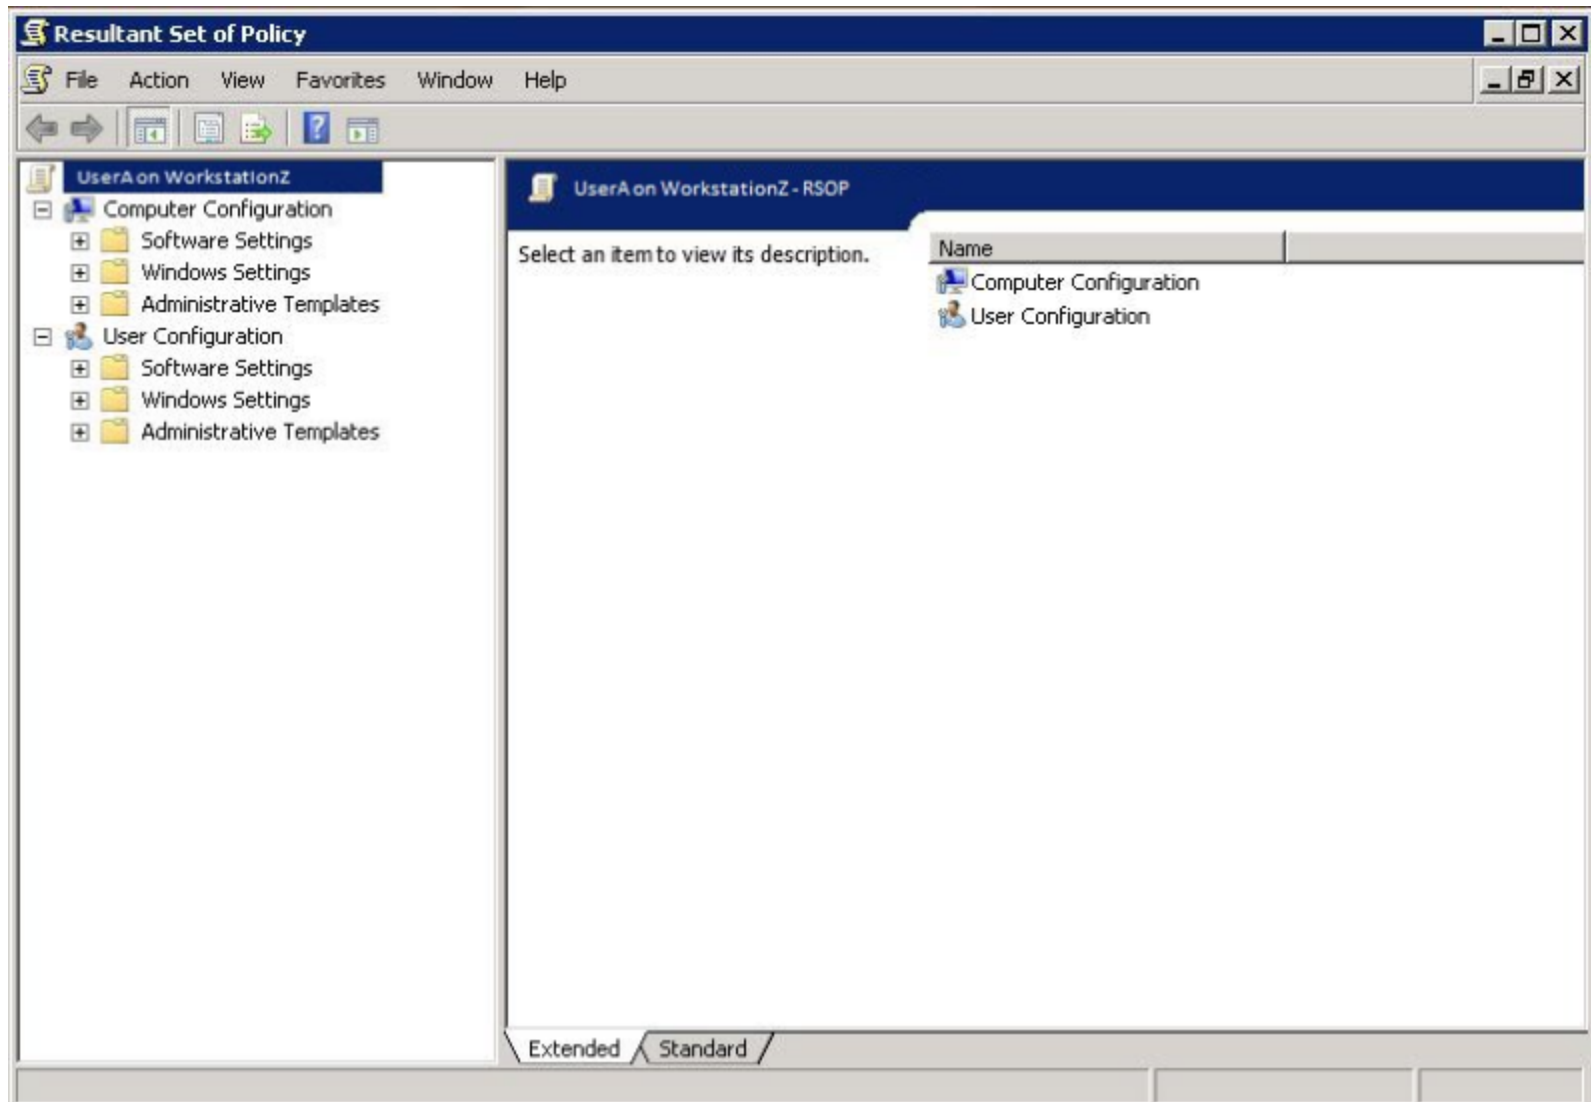 Resultant Set of Policy
File Action View Favorites Window Help
UserA on WorkstationZ
Computer Configuration
Software Settings
Windows Settings
Administrative Templates
User Configuration
Software Settings
Windows Settings
Administrative Templates
UserA on WorkstationZ - RSOP
Select an item to view its description.
Name
Computer Configuration
User Configuration
Extended Standard